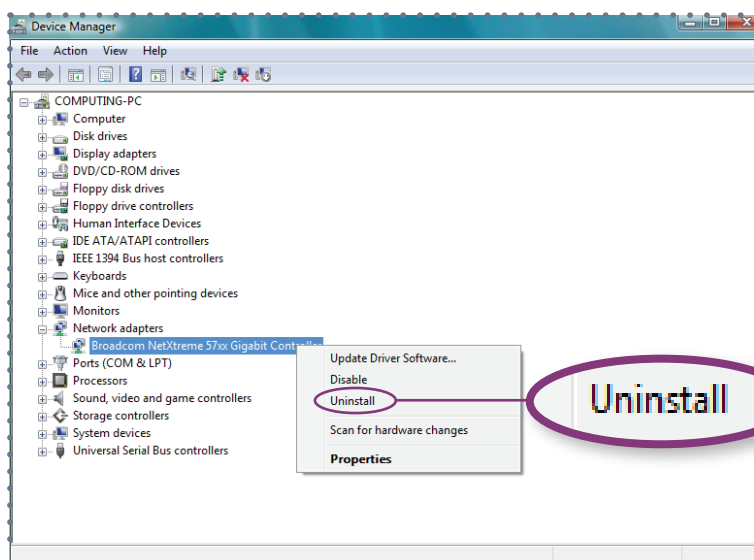 Device Manager
File Action View Help
COMPUTING-PC
Computer
Disk drives
Display adapters
DVD/CD-ROM drives
Floppy disk drives
Floppy drive controllers
Human Interface Devices
IDE ATA/ATAPI controllers
IEEE 1394 Bus host controllers
Keyboards
Mice and other pointing devices
Monitors
Network adapters
Broadcom NetXtreme 57xx Gigabit Controller
Ports (COM & LPT)
Processors
Sound, video and game controllers
Storage controllers
System devices
Universal Serial Bus controllers
Update Driver Software...
Disable
Uninstall
Scan for hardware changes
Properties
Uninstall